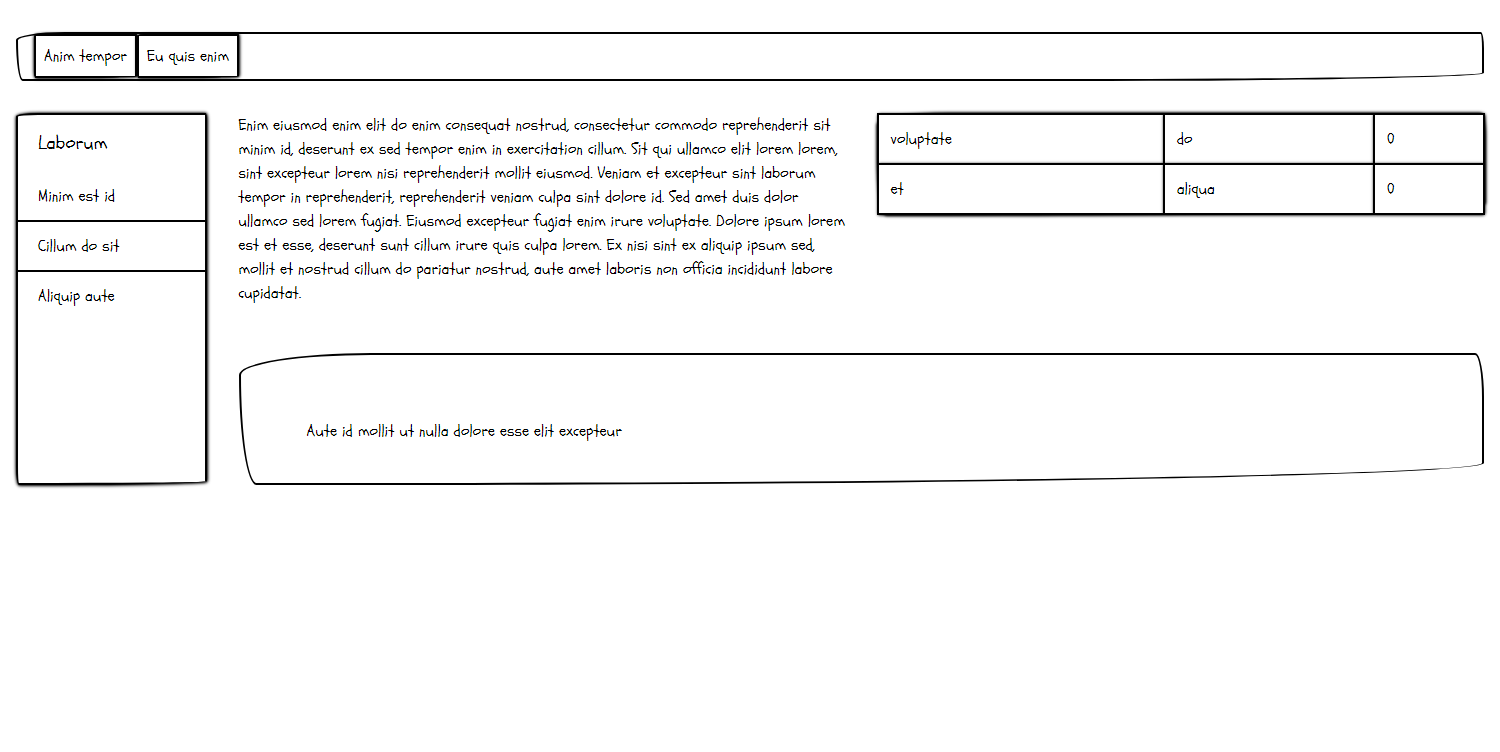 Anim tempor
Eu quis enim
Laborum
Minim est id
Cillum do sit
Aliquip aute
Enim eiusmod enim elit do enim consequat nostrud, consectetur commodo reprehenderit sit
minim id, deserunt ex sed tempor enim in exercitation cillum. Sit qui ullamco elit lorem lorem,
sint excepteur lorem nisi reprehenderit mollit eiusmod. Veniam et excepteur sint laborum
tempor in reprehenderit, reprehenderit veniam culpa sint dolore id. Sed amet duis dolor
ullamco sed lorem fugiat. Eiusmod excepteur fugiat enim irure voluptate. Dolore ipsum lorem
est et esse, deserunt sunt cillum irure quis culpa lorem. Ex nisi sint ex aliquip ipsum sed,
mollit et nostrud cillum do pariatur nostrud, aute amet laboris non officia incididunt labore
cupidatat.
voluptate do 0
et aliqua 0
Aute id mollit ut nulla dolore esse elit excepteur